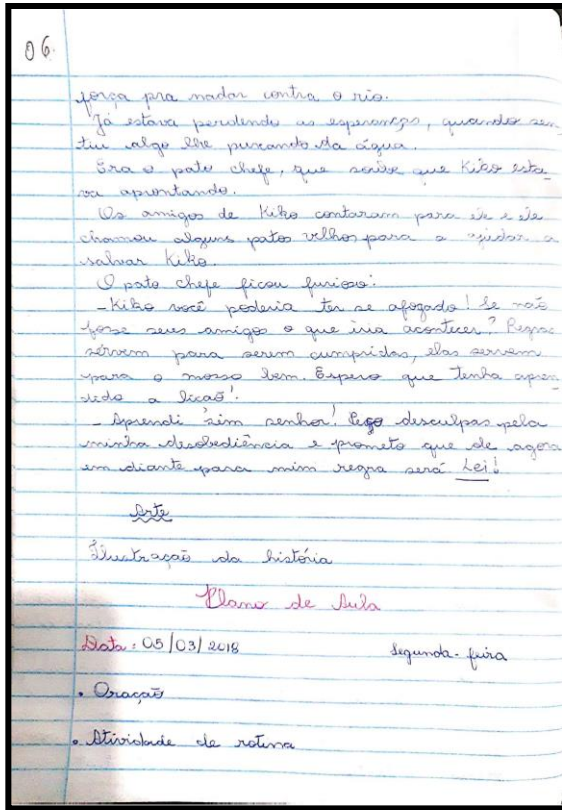 06.
força pra nadar contra o rio.
Já estava perdendo as esperanças, quando sen-
tiu algo lhe puxando da água.
Era o pato chefe, que soube que Kiko esta-
va aprontando.
Os amigos de Kiko contaram para ele e ele
chamou alguns patos velhos para o ajudar a
salvar Kiko.
O pato chefe ficou furioso:
- Kiko você poderia ter se afogado! Se não
fosse seus amigos o que iria acontecer? Regras
servem para serem cumpridas, elas servem
para o nosso bem. Espero que tenha apren-
dido a lição!
- Aprendi sim senhor! Peço desculpas pela
minha desobediência e prometo que de agora
em diante para mim regra será Lei!
Arte
Ilustração da história
Plano de Aula
Data: 05/03/2018 Segunda-feira
• Oração
• Atividade de rotina